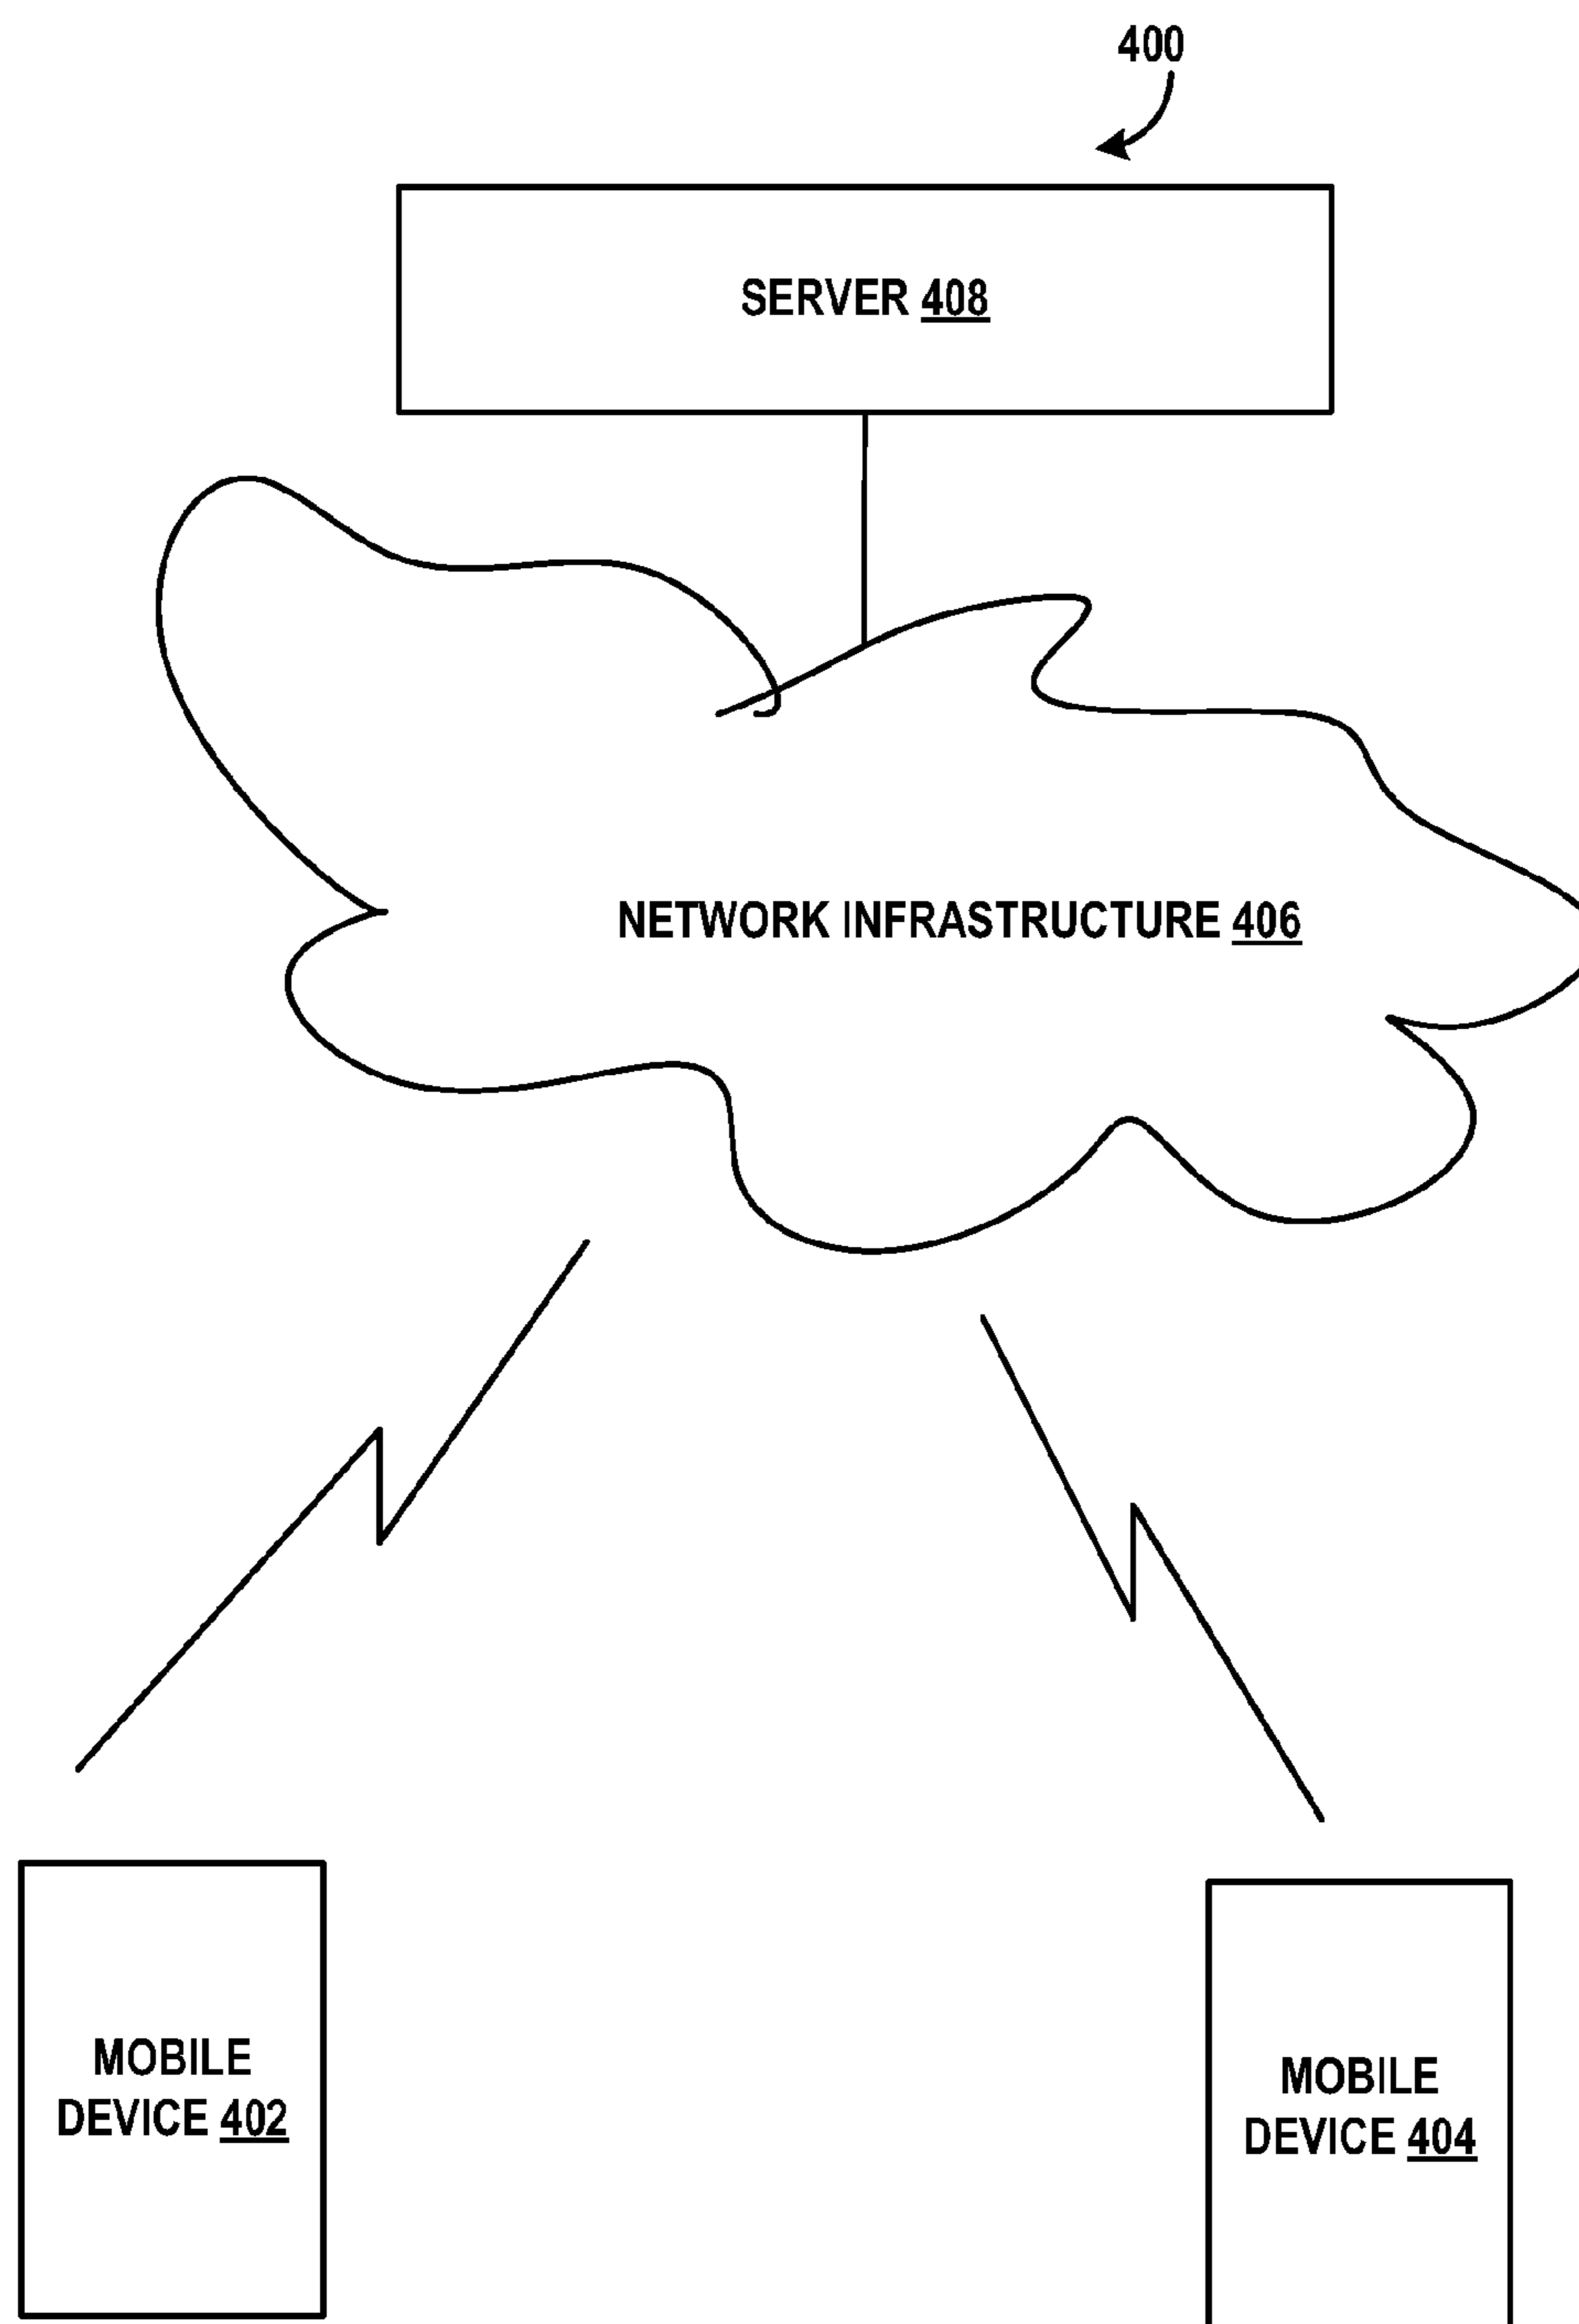 400
SERVER 408
NETWORK INFRASTRUCTURE 406
MOBILE
DEVICE 402
MOBILE
DEVICE 404